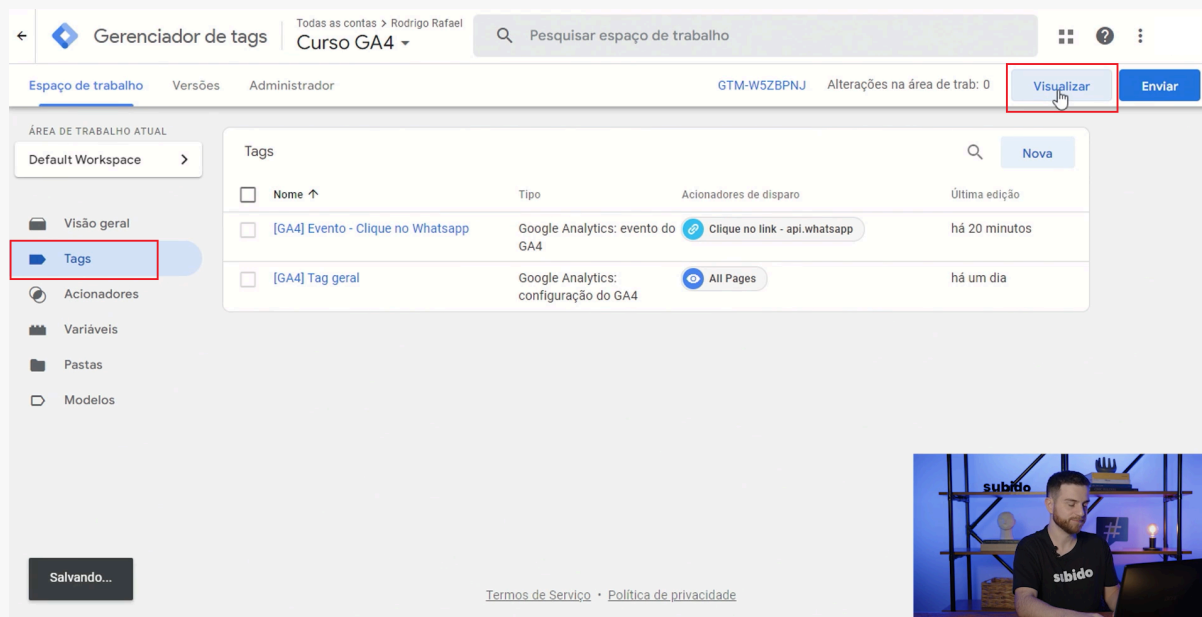 Todas as contas > Rodrigo Rafael
Gerenciador de tags
Curso GA4
Pesquisar espaço de trabalho
Espaço de trabalho
Versões
Administrador
GTM-W5ZBPNJ
Alterações na área de trab: 0
Visualizar
Enviar
ÁREA DE TRABALHO ATUAL
Default Workspace
Visão geral
Tags
Acionadores
Variáveis
Pastas
Modelos
Tags
Nova
Nome
Tipo
Acionadores de disparo
Última edição
[GA4] Evento - Clique no Whatsapp
Google Analytics: evento do
GA4
Clique no link - api.whatsapp
há 20 minutos
[GA4] Tag geral
Google Analytics:
configuração do GA4
All Pages
há um dia
Salvando...
Termos de Serviço • Política de privacidade
subido
#
subido